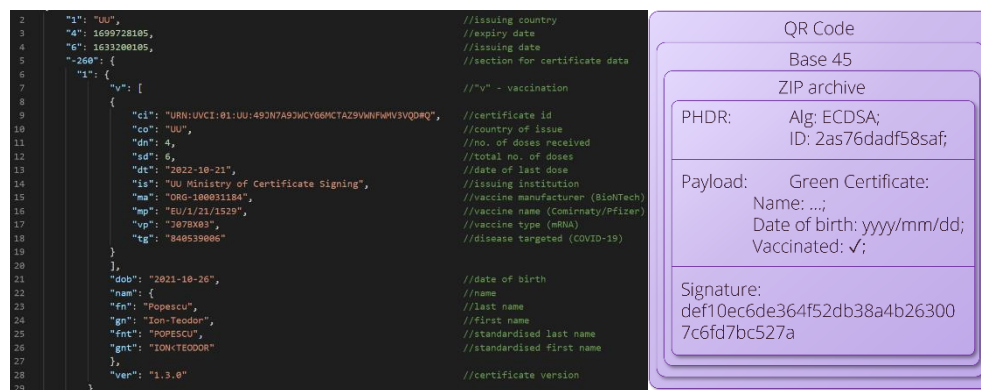 2 "1": "UU", //issuing country
3 "4": 1699728105, //expiry date
4 "6": 1633200105, //issuing date
5 "-260": { //section for certificate data
6 "1": {
7 "v": [ //"v" - vaccination
8 {
9 "ci": "URN:UVCI:01:UU:49JN7A9JWCYG6MCTAZ9VWNFWMV3VQD#Q", //certificate id
10 "co": "UU", //country of issue
11 "dn": 4, //no. of doses received
12 "sd": 6, //total no. of doses
13 "dt": "2022-10-21", //date of last dose
14 "is": "UU Ministry of Certificate Signing", //issuing institution
15 "ma": "ORG-100031184", //vaccine manufacturer (BioNTech)
16 "mp": "EU/1/21/1529", //vaccine name (Comirnaty/Pfizer)
17 "vp": "J07BX03", //vaccine type (mRNA)
18 "tg": "840539006" //disease targeted (COVID-19)
19 }
20 ],
21 "dob": "2021-10-26", //date of birth
22 "nam": { //name
23 "fn": "Popescu", //last name
24 "gn": "Ion-Teodor", //first name
25 "fnt": "POPESCU", //standardised last name
26 "gnt": "ION<TEODOR" //standardised first name
27 },
28 "ver": "1.3.0" //certificate version
29 }
QR Code
Base 45
ZIP archive
PHDR: Alg: ECDSA;
ID: 2as76dadf58saf;
Payload: Green Certificate:
Name: ...;
Date of birth: yyyy/mm/dd;
Vaccinated: ✓;
Signature:
def10ec6de364f52db38a4b26300
7c6fd7bc527a